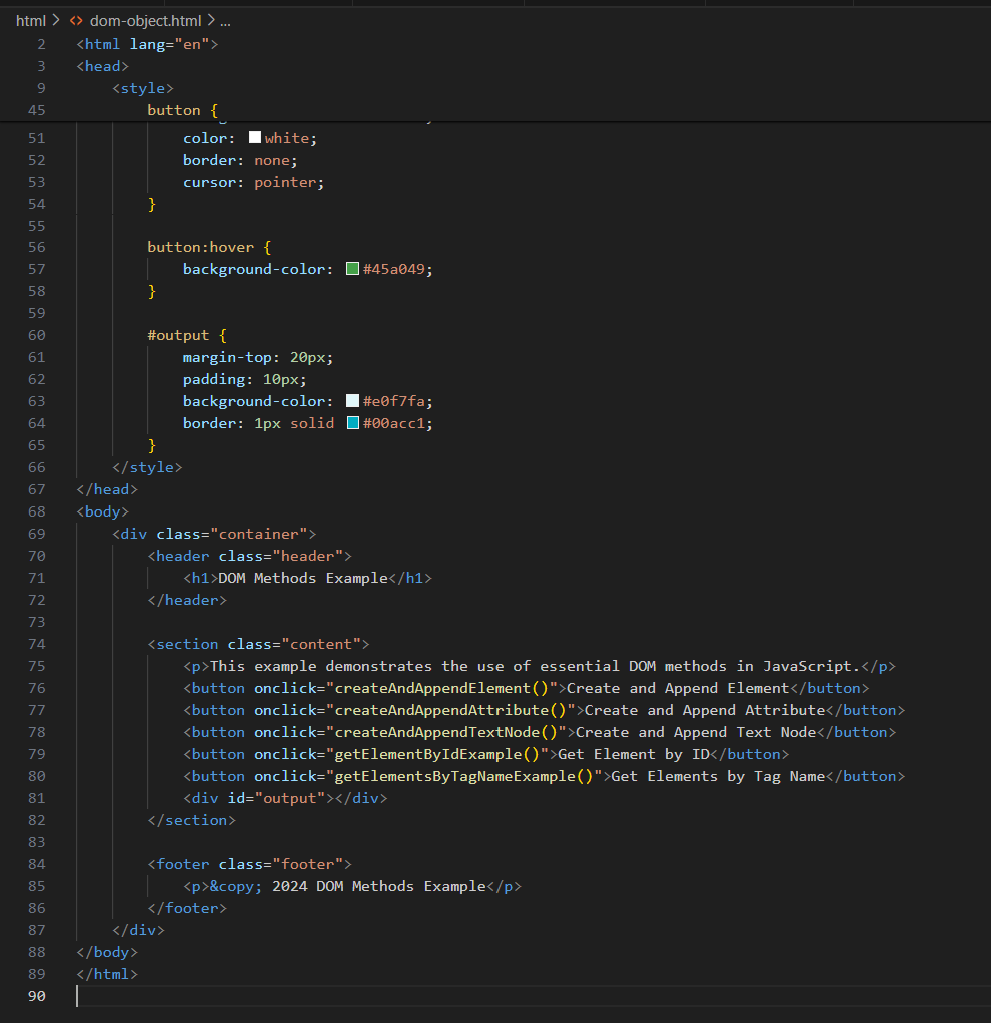 html > <> dom-object.html > ...
2 <html lang="en">
3 <head>
9     <style>
45         button {
51             color: white;
52             border: none;
53             cursor: pointer;
54         }
55
56         button:hover {
57             background-color: #45a049;
58         }
59
60         #output {
61             margin-top: 20px;
62             padding: 10px;
63             background-color: #e0f7fa;
64             border: 1px solid #00acc1;
65         }
66     </style>
67 </head>
68 <body>
69     <div class="container">
70         <header class="header">
71             <h1>DOM Methods Example</h1>
72         </header>
73
74         <section class="content">
75             <p>This example demonstrates the use of essential DOM methods in JavaScript.</p>
76             <button onclick="createAndAppendElement()">Create and Append Element</button>
77             <button onclick="createAndAppendAttribute()">Create and Append Attribute</button>
78             <button onclick="createAndAppendTextNode()">Create and Append Text Node</button>
79             <button onclick="getElementByIdExample()">Get Element by ID</button>
80             <button onclick="getElementsByTagNameExample()">Get Elements by Tag Name</button>
81             <div id="output"></div>
82         </section>
83
84         <footer class="footer">
85             <p>&copy; 2024 DOM Methods Example</p>
86         </footer>
87     </div>
88 </body>
89 </html>
90